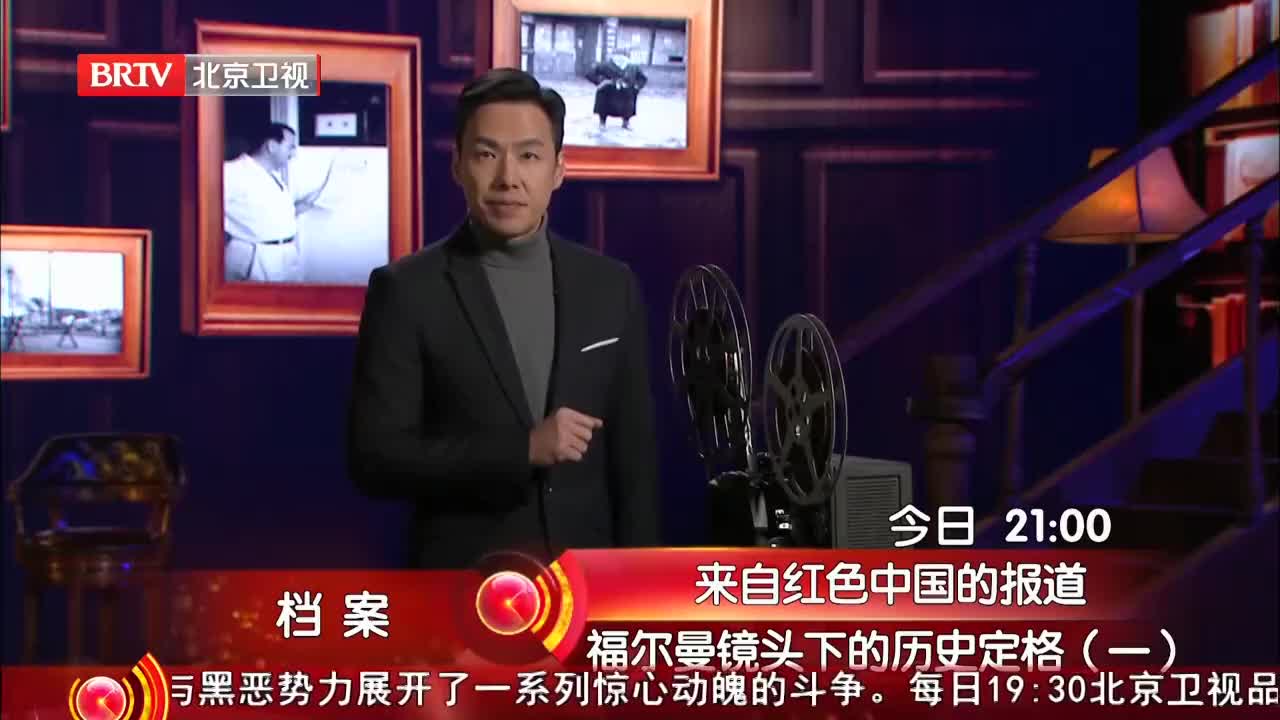 BRTV 北京卫视
今日 21:00
档案
来自红色中国的报道
福尔曼镜头下的历史定格（一）
与黑恶势力展开了一系列惊心动魄的斗争。每日19:30北京卫视品